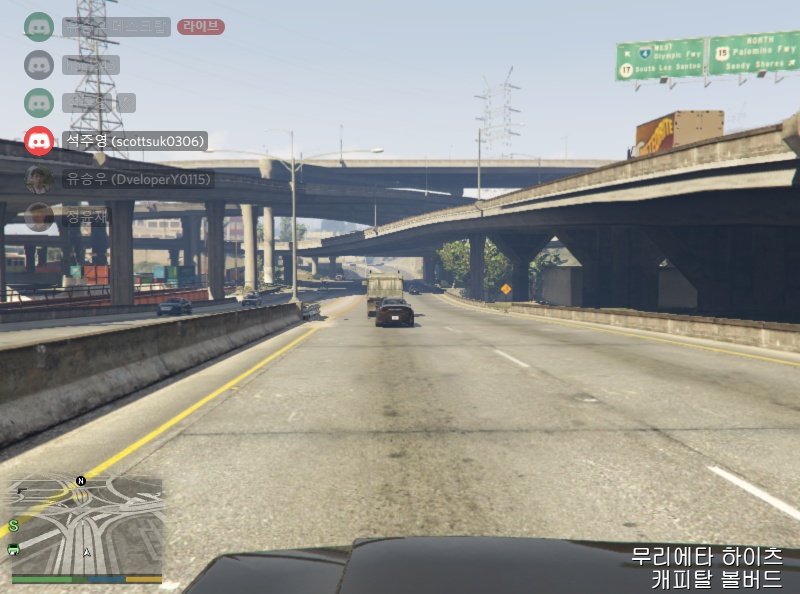 라이브
석주영 (scottsuk0306)
유승우 (DveloperY0115)
정윤재
WEST
Olympic Fwy
South Los Santos
17
NORTH
15
Palomino Fwy
Sandy Shores
N
무리에타 하이츠
캐피탈 볼버드